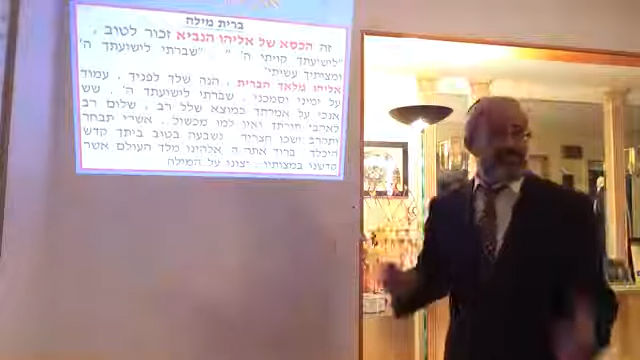 ברית מילה
זה הכסא של אליהו הנביא זכור לטוב .
"לישועתך קויתי ה' " . "שברתי לישועתך ה'
ומצותיך עשיתי"
אליהו מלאך הברית . הנה שלך לפניך . עמוד
על ימיני וסמכני . שברתי לישועתך ה' . שש
אנכי על אמרתך כמוצא שלל רב . שלום רב
לאהבי תורתך ואין למו מכשול . אשרי תבחר
ותקרב ישכן חצריך נשבעה בטוב ביתך קדש
היכלך ברוך אתה ה אלהינו מלך העולם אשר
קדשנו במצותיו . וצונו על המילה